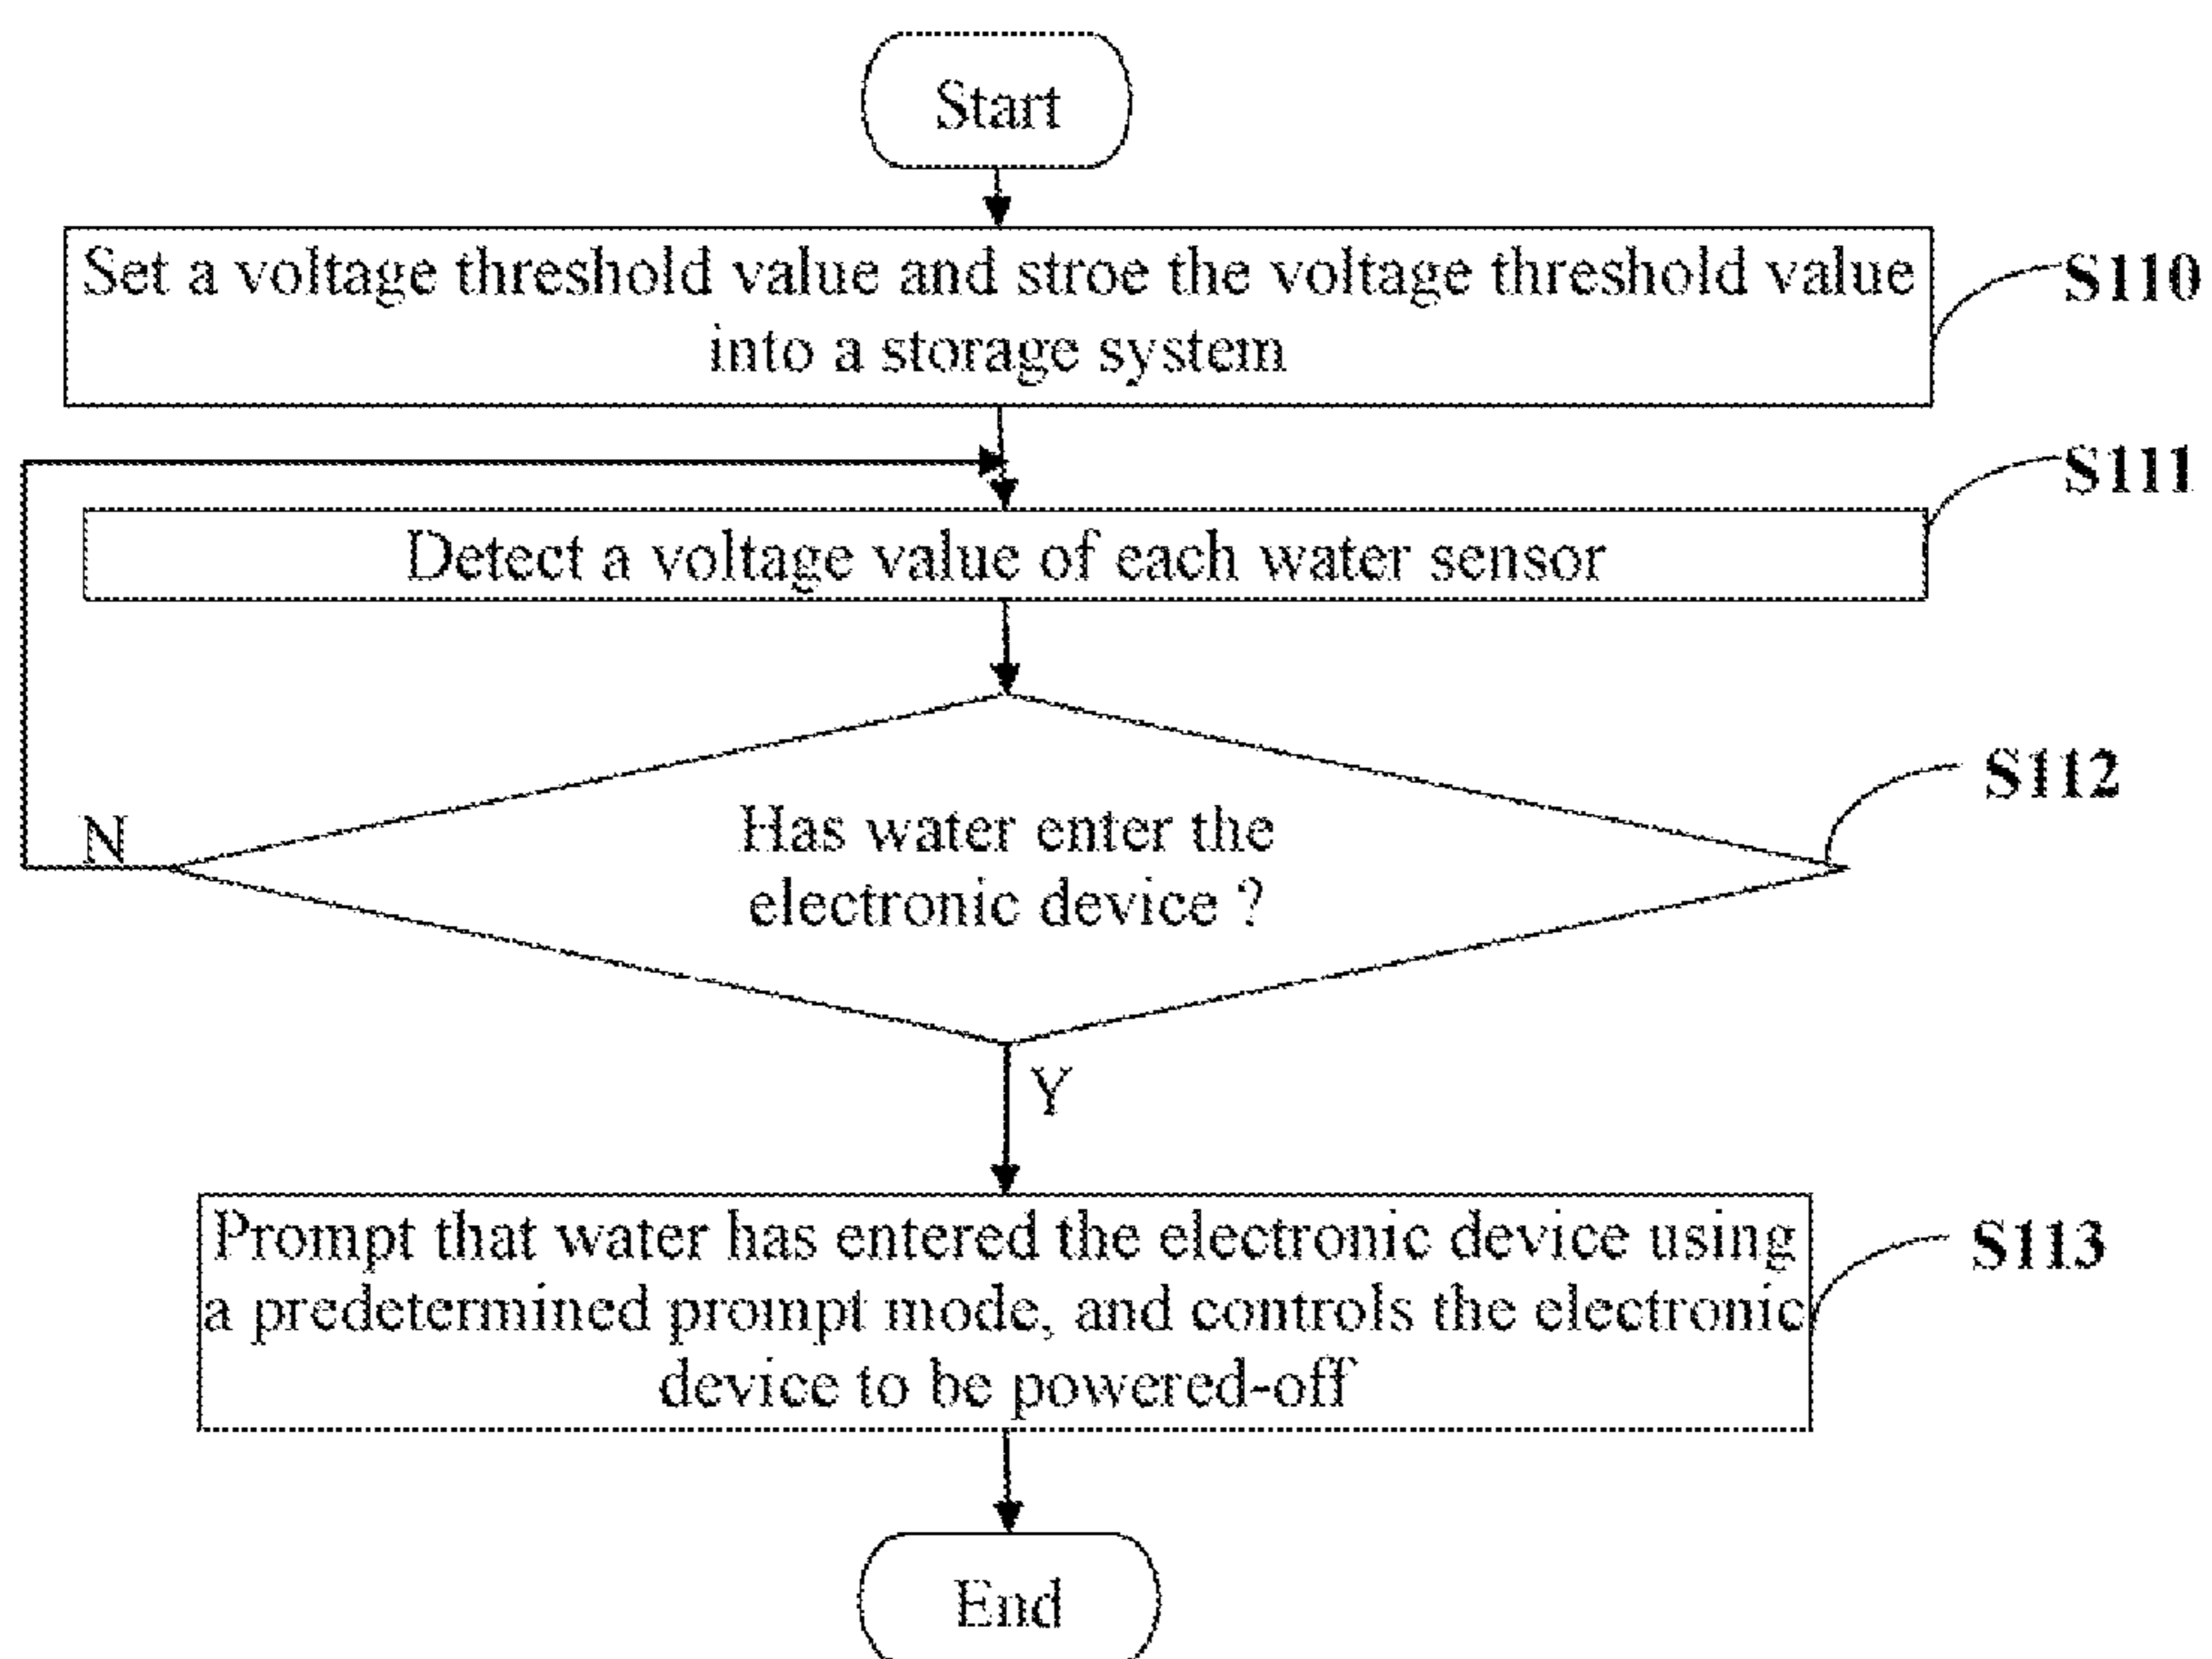 Start
Set a voltage threshold value and stroe the voltage threshold value
into a storage system
S110
S111
Detect a voltage value of each water sensor
S112
Has water enter the
electronic device ?
N
Y
Prompt that water has entered the electronic device using
a predetermined prompt mode, and controls the electronic
device to be powered-off
S113
End